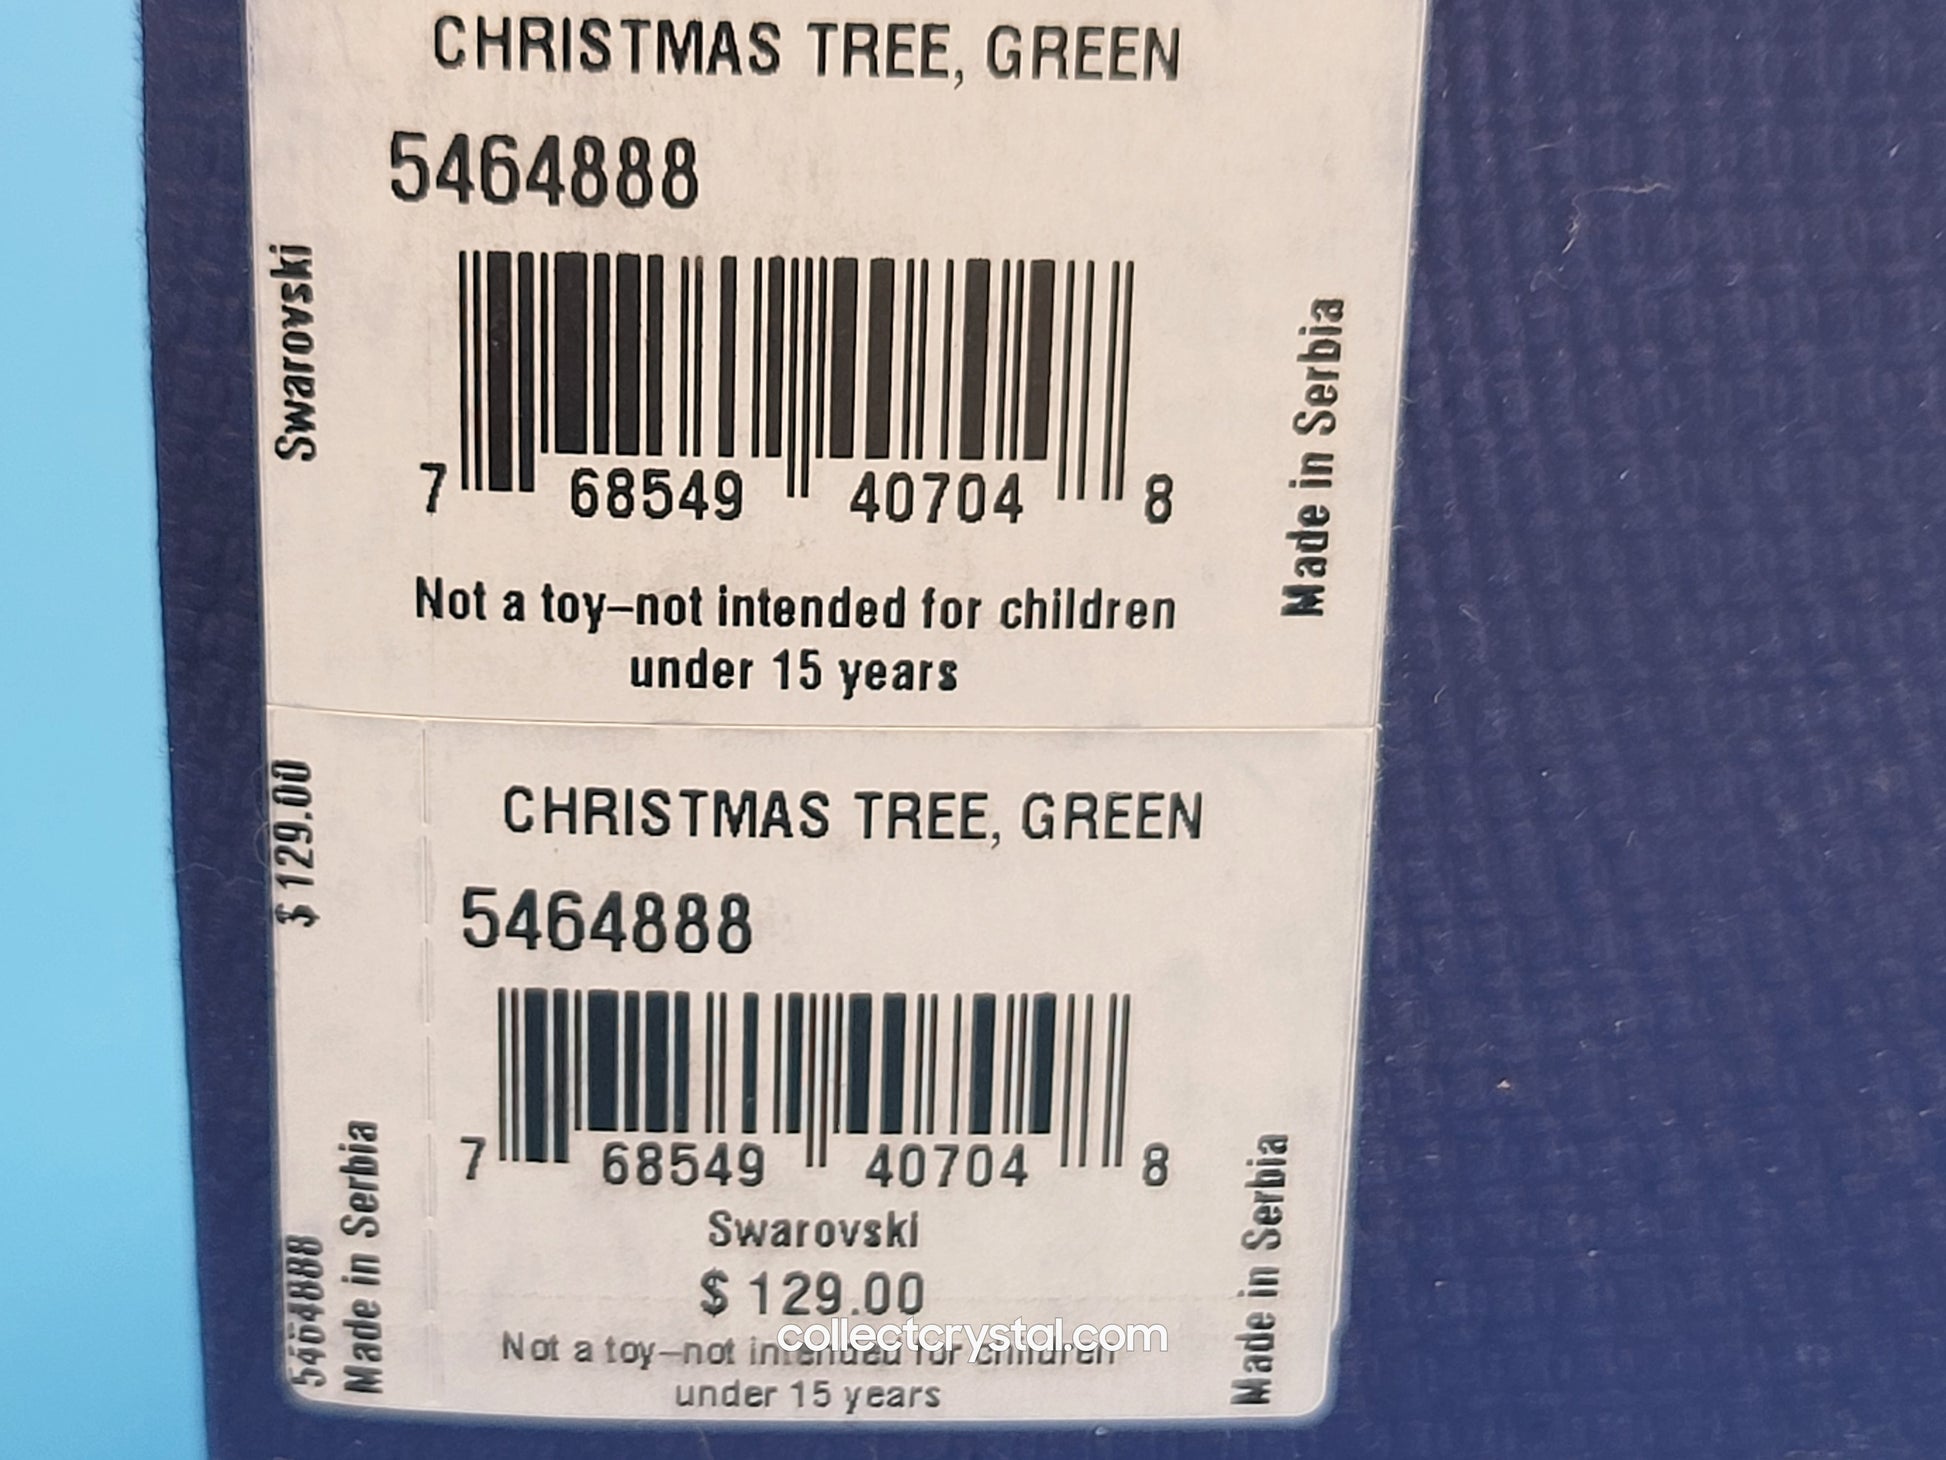 CHRISTMAS TREE, GREEN
5464888
Swarovski
7 68549 40704 8
Made in Serbia
Not a toy–not intended for children
under 15 years
$ 129.00
CHRISTMAS TREE, GREEN
5464888
7 68549 40704 8
Swarovski
$ 129.00
Not a toy–not intended for children
under 15 years
5464888
Made in Serbia
Made in Serbia
collectcrystal.com